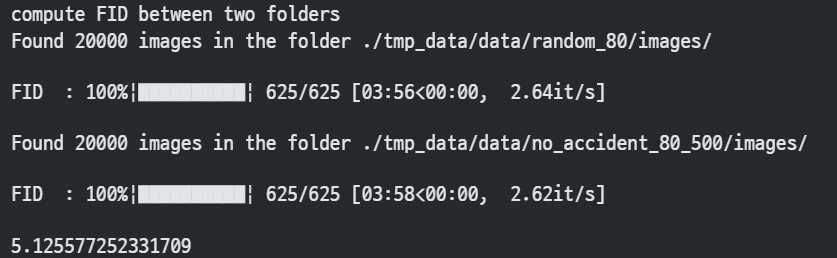 compute FID between two folders
Found 20000 images in the folder ./tmp_data/data/random_80/images/
FID  : 100%¦██████████¦ 625/625 [03:56<00:00,  2.64it/s]
Found 20000 images in the folder ./tmp_data/data/no_accident_80_500/images/
FID  : 100%¦██████████¦ 625/625 [03:58<00:00,  2.62it/s]
5.125577252331709